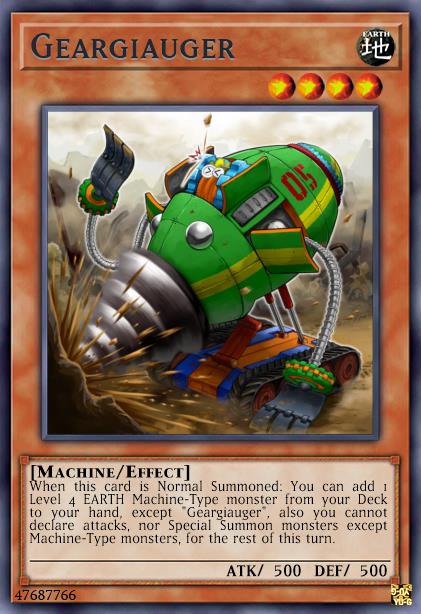 GEARGIAUGER
EARTH
地
05
[MACHINE/EFFECT]
When this card is Normal Summoned: You can add 1
Level 4 EARTH Machine-Type monster from your Deck
to your hand, except "Geargiauger", also you cannot
declare attacks, nor Special Summon monsters except
Machine-Type monsters, for the rest of this turn.
ATK/ 500 DEF/ 500
47687766